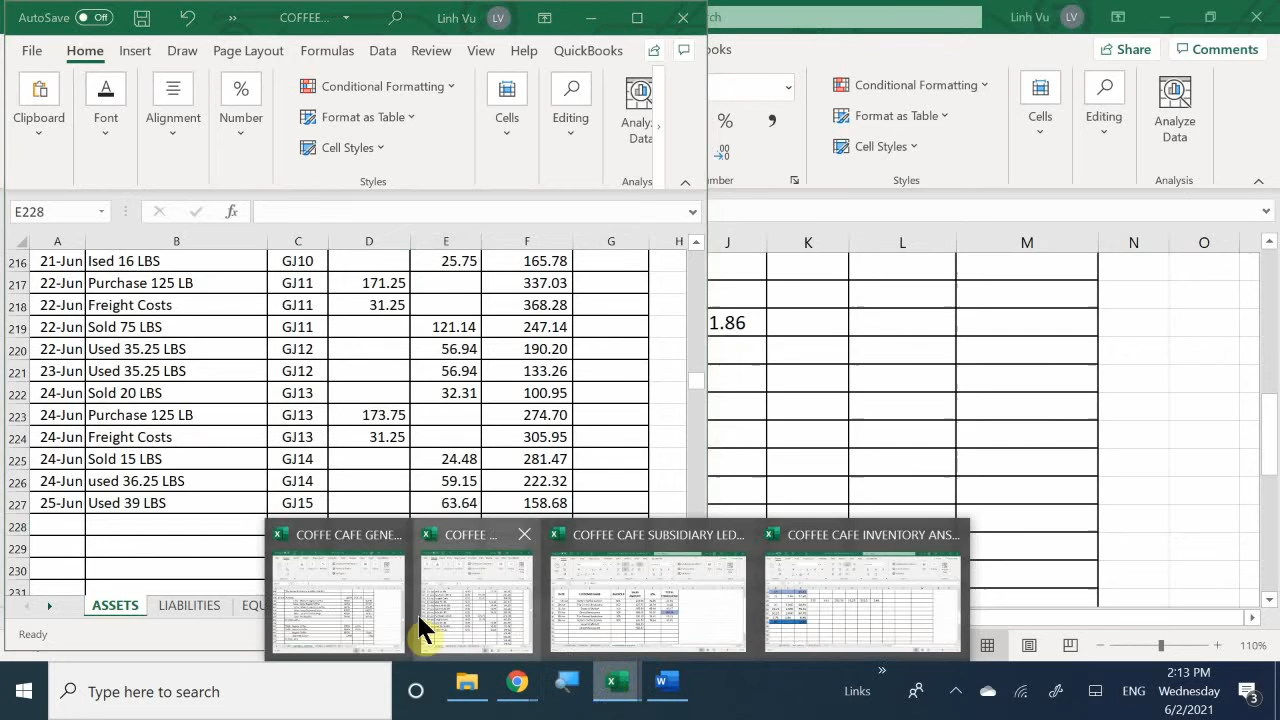 AutoSave Off » COFFEE... Linh Vu LV
File Home Insert Draw Page Layout Formulas Data Review View Help QuickBooks
Clipboard Font Alignment Number
Conditional Formatting
Format as Table
Cell Styles
Styles
Cells Editing
Data
E228 fx
A B C D E F G H
216 21-Jun Ised 16 LBS GJ10 25.75 165.78
217 22-Jun Purchase 125 LB GJ11 171.25 337.03
218 22-Jun Freight Costs GJ11 31.25 368.28
219 22-Jun Sold 75 LBS GJ11 121.14 247.14
220 22-Jun Used 35.25 LBS GJ12 56.94 190.20
221 23-Jun Used 35.25 LBS GJ12 56.94 133.26
222 24-Jun Sold 20 LBS GJ13 32.31 100.95
223 24-Jun Purchase 125 LB GJ13 173.75 274.70
224 24-Jun Freight Costs GJ13 31.25 305.95
225 24-Jun Sold 15 LBS GJ14 24.48 281.47
226 24-Jun used 36.25 LBS GJ14 59.15 222.32
227 25-Jun Used 39 LBS GJ15 63.64 158.68
228
229
230
ASSETS LIABILITIES EQU
Ready
Linh Vu LV
Share Comments
% ,
Conditional Formatting
Format as Table
Cell Styles
Styles
Cells Editing
Analyze
Data
Analysis
J K L M N O
1.86
110%
COFFE CAFE GENE... COFFEE ... COFFEE CAFE SUBSIDIARY LED... COFFEE CAFE INVENTORY ANS...
Type here to search
Links » ENG
2:13 PM
Wednesday
6/2/2021
3